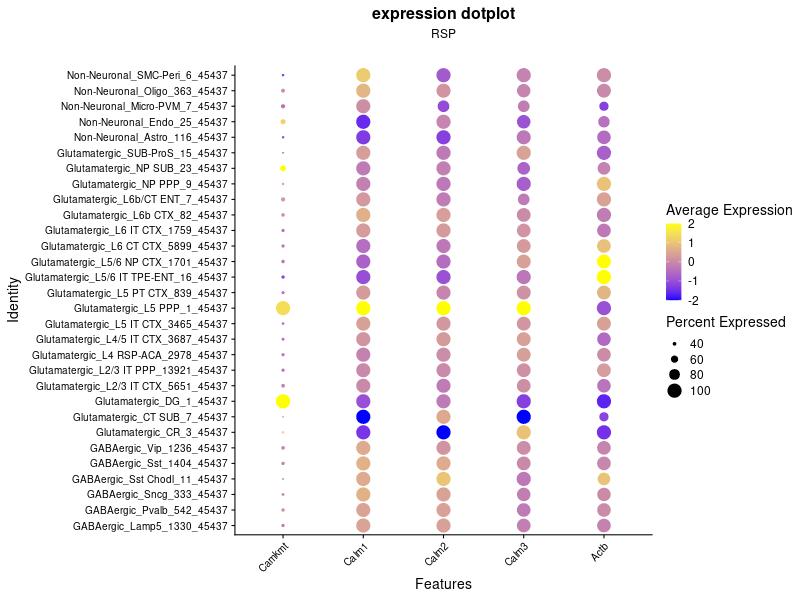 expression dotplot
RSP
Non-Neuronal_SMC-Peri_6_45437
Non-Neuronal_Oligo_363_45437
Non-Neuronal_Micro-PVM_7_45437
Non-Neuronal_Endo_25_45437
Non-Neuronal_Astro_116_45437
Glutamatergic_SUB-ProS_15_45437
Glutamatergic_NP SUB_23_45437
Glutamatergic_NP PPP_9_45437
Glutamatergic_L6b/CT ENT_7_45437
Glutamatergic_L6b CTX_82_45437
Glutamatergic_L6 IT CTX_1759_45437
Glutamatergic_L6 CT CTX_5899_45437
Glutamatergic_L5/6 NP CTX_1701_45437
Glutamatergic_L5/6 IT TPE-ENT_16_45437
Glutamatergic_L5 PT CTX_839_45437
Glutamatergic_L5 PPP_1_45437
Glutamatergic_L5 IT CTX_3465_45437
Glutamatergic_L4/5 IT CTX_3687_45437
Glutamatergic_L4 RSP-ACA_2978_45437
Glutamatergic_L2/3 IT PPP_13921_45437
Glutamatergic_L2/3 IT CTX_5651_45437
Glutamatergic_DG_1_45437
Glutamatergic_CT SUB_7_45437
Glutamatergic_CR_3_45437
GABAergic_Vip_1236_45437
GABAergic_Sst_1404_45437
GABAergic_Sst Chodl_11_45437
GABAergic_Sncg_333_45437
GABAergic_Pvalb_542_45437
GABAergic_Lamp5_1330_45437
Identity
Camkmt
Calm1
Calm2
Calm3
Actb
Features
Average Expression
2
1
0
-1
-2
Percent Expressed
40
60
80
100